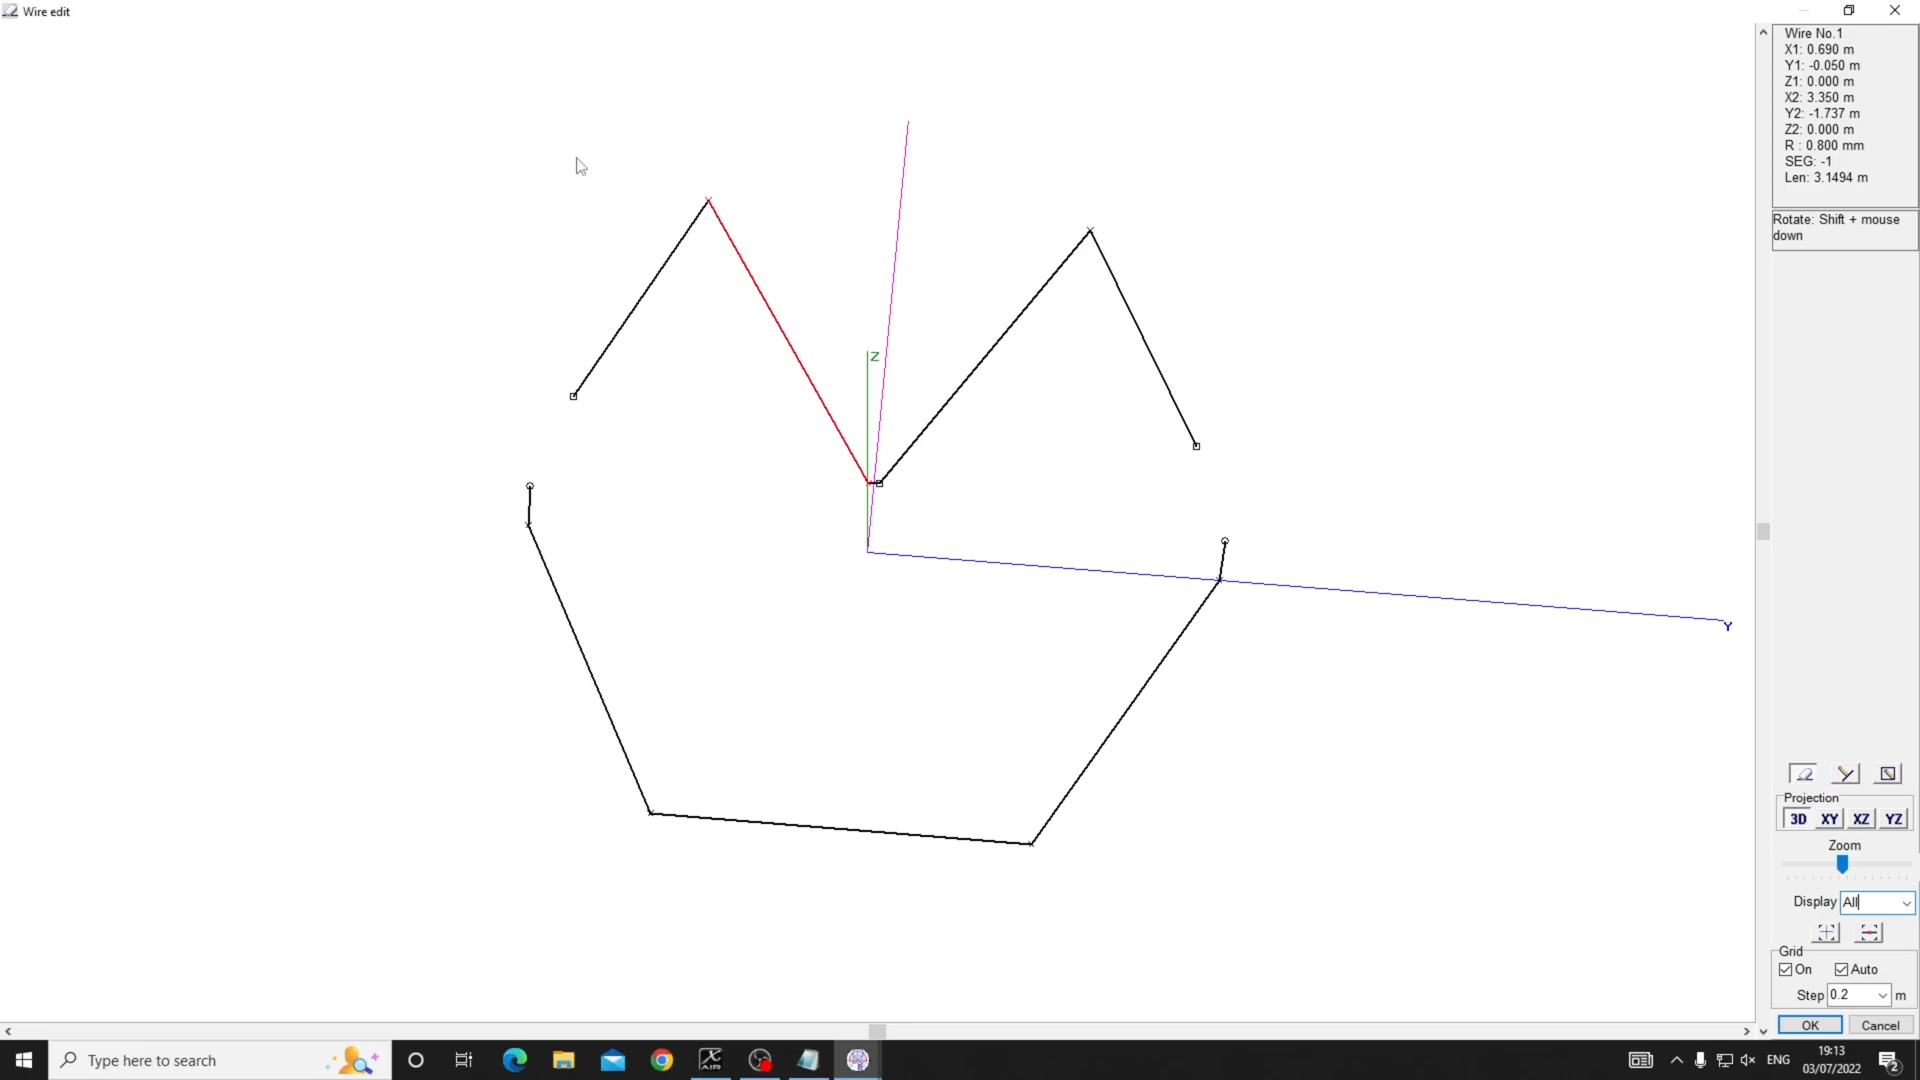 Wire edit
Wire No.1
X1: 0.690 m
Y1: -0.050 m
Z1: 0.000 m
X2: 3.350 m
Y2: -1.737 m
Z2: 0.000 m
R : 0.800 mm
SEG: -1
Len: 3.1494 m
Rotate: Shift + mouse
down
Z
Y
Projection
3D XY XZ YZ
Zoom
Display All
Grid
On Auto
Step 0.2 m
OK Cancel
Type here to search
X AIR
ENG
19:13
03/07/2022
2